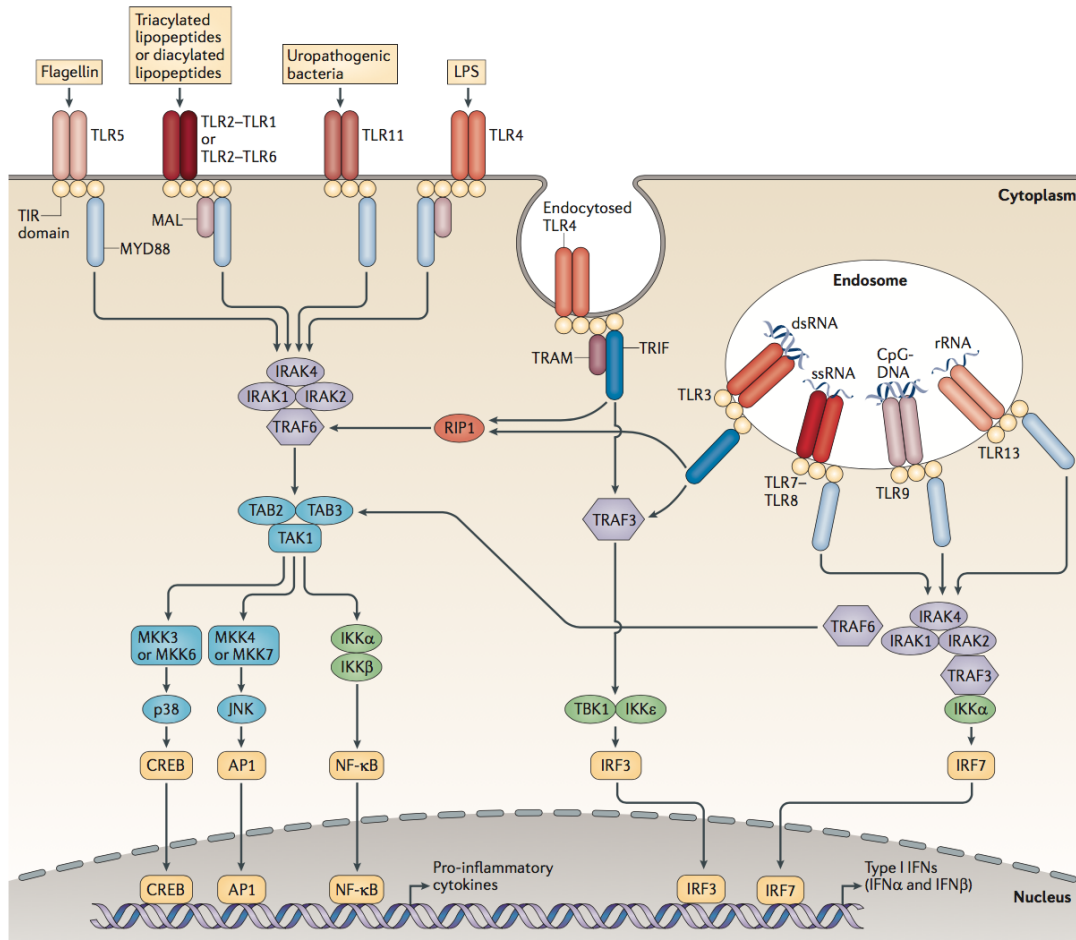 Flagellin
Triacylated
lipopeptides
or diacylated
lipopeptides
Uropathogenic
bacteria
LPS
TLR5
TLR2–TLR1
or
TLR2–TLR6
TLR11
TLR4
Cytoplasm
TIR
domain
MYD88
MAL
Endocytosed
TLR4
TRAM
TRIF
Endosome
dsRNA
ssRNA
CpG-
DNA
rRNA
TLR3
TLR7–
TLR8
TLR9
TLR13
IRAK4
IRAK1
IRAK2
TRAF6
RIP1
TRAF3
TAB2
TAB3
TAK1
MKK3
or MKK6
MKK4
or MKK7
IKKα
IKKβ
p38
JNK
CREB
AP1
NF-κB
TBK1
IKKε
IRF3
TRAF6
IRAK4
IRAK1
IRAK2
TRAF3
IKKα
IRF7
CREB
AP1
NF-κB
Pro-inflammatory
cytokines
IRF3
IRF7
Type I IFNs
(IFNα and IFNβ)
Nucleus